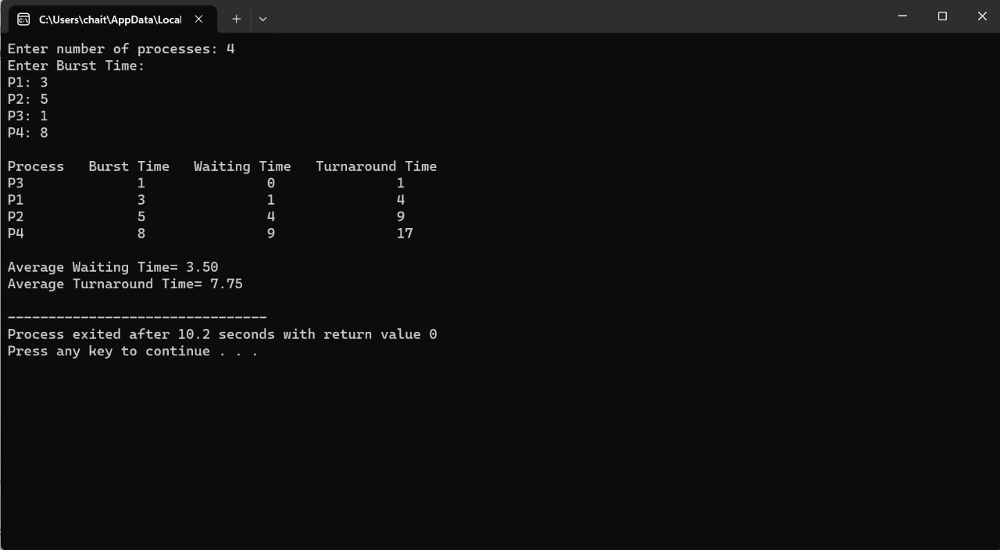 C:\Users\chait\AppData\Local
Enter number of processes: 4
Enter Burst Time:
P1: 3
P2: 5
P3: 1
P4: 8
Process   Burst Time   Waiting Time   Turnaround Time
P3              1               0               1
P1              3               1               4
P2              5               4               9
P4              8               9               17
Average Waiting Time= 3.50
Average Turnaround Time= 7.75
--------------------------------
Process exited after 10.2 seconds with return value 0
Press any key to continue . . .